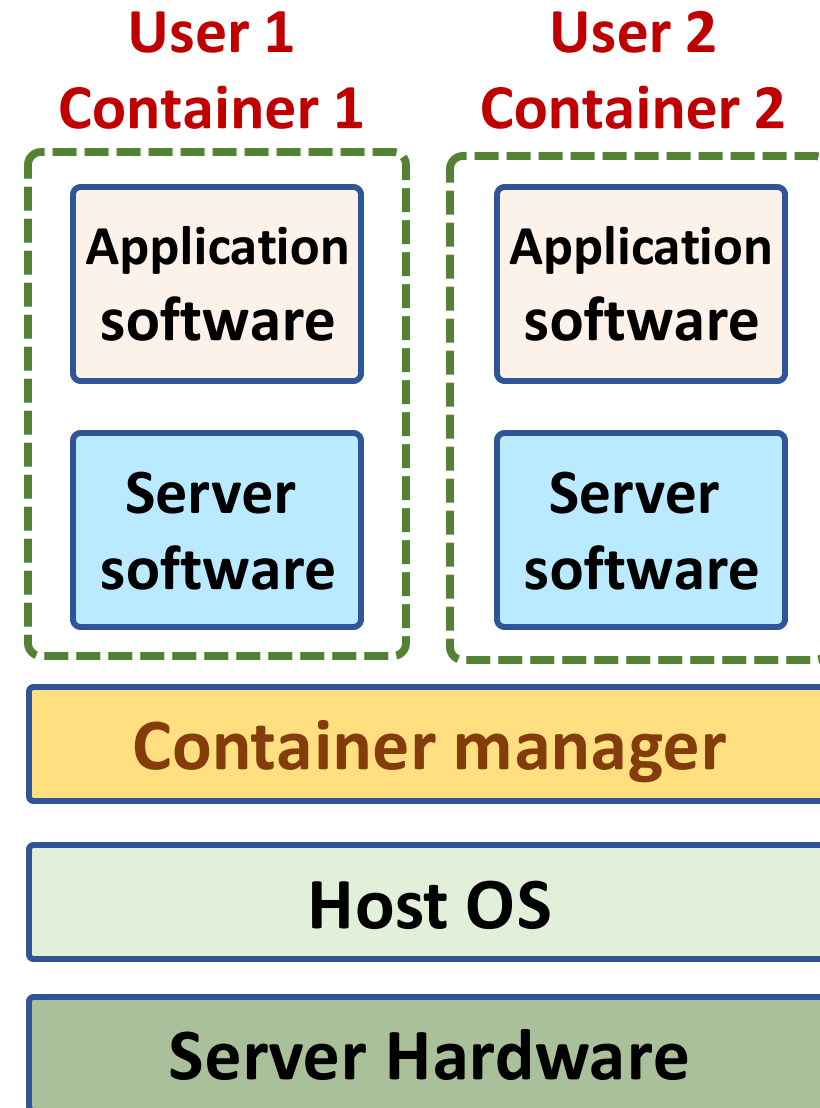 User 1
Container 1
Application
software
Server
software
User 2
Container 2
Application
software
Server
software
Container manager
Host OS
Server Hardware